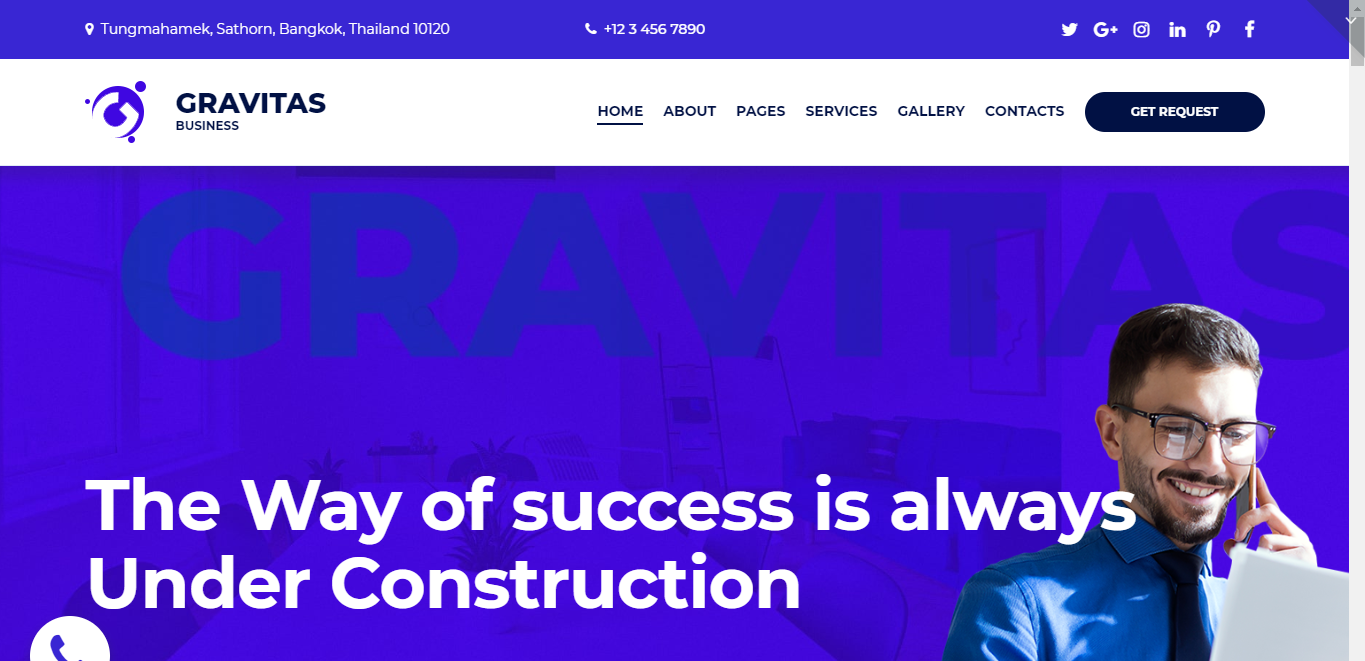 Tungmahamek, Sathorn, Bangkok, Thailand 10120
+12 3 456 7890
GRAVITAS
BUSINESS
HOME ABOUT PAGES SERVICES GALLERY CONTACTS GET REQUEST
GRAVITAS
The Way of success is always
Under Construction